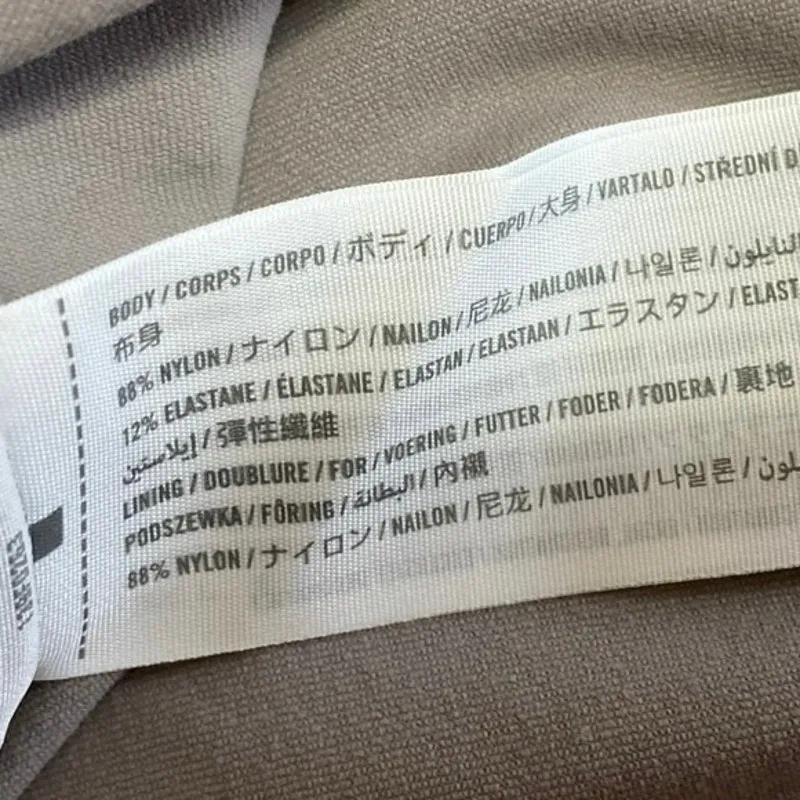 BODY / CORPS / CORPO / ボディ / CUERPO / 大身 / VARTALO / STŘEDNÍ
布身
88% NYLON / ナイロン / NAILON / 尼龙 / NAILONIA / 나일론 / النايلون
12% ELASTANE / ÉLASTANE / ELASTAN / ELASTAAN / エラスタン / ELAST
إيلاستين / 彈性纖維
LINING / DOUBLURE / FOR / VOERING / FUTTER / FODER / FODERA / 裏地
PODSZEWKA / FÔRING / البطانة / 內襯
88% NYLON / ナイロン / NAILON / 尼龙 / NAILONIA / 나일론 /